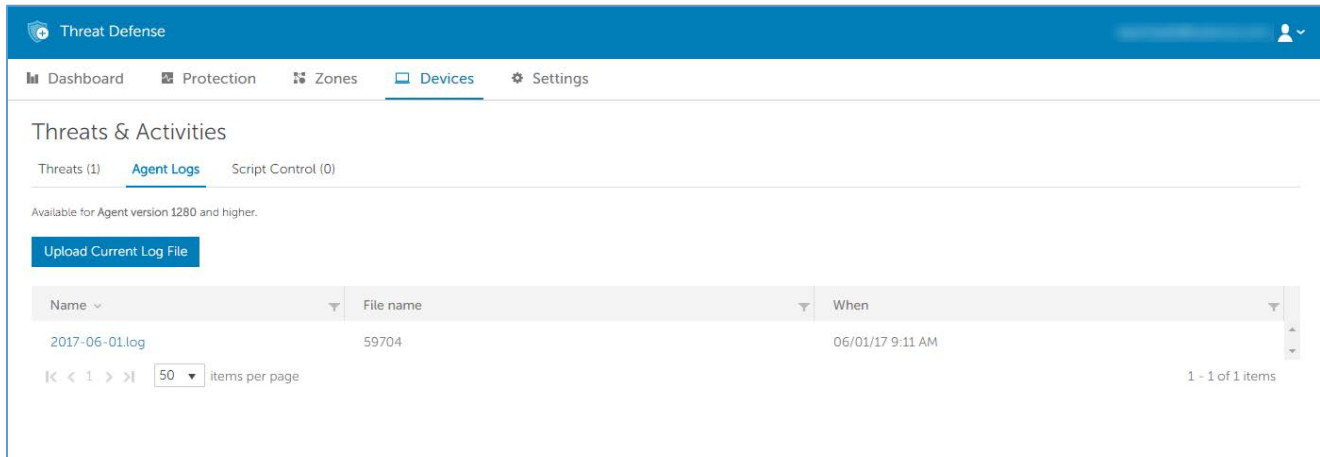 Threat Defense
Dashboard Protection Zones Devices Settings
Threats & Activities
Threats (1) Agent Logs Script Control (0)
Available for Agent version 1280 and higher.
Upload Current Log File
Name File name When
2017-06-01.log 59704 06/01/17 9:11 AM
1 50 items per page 1 - 1 of 1 items